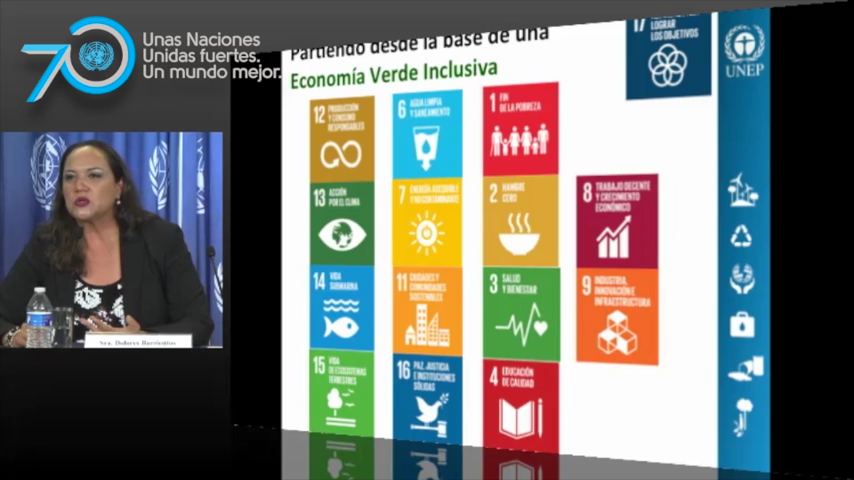 70
Unas Naciones
Unidas fuertes.
Un mundo mejor.
Sra. Dolores Barrientos
Partiendo desde la base de una
Economía Verde Inclusiva
17
LOGRAR
LOS OBJETIVOS
UNEP
12 PRODUCCIÓN
Y CONSUMO
RESPONSABLES
6 AGUA LIMPIA
Y SANEAMIENTO
1 FIN
DE LA POBREZA
13 ACCIÓN
POR EL CLIMA
7 ENERGÍA ASEQUIBLE
Y NO CONTAMINANTE
2 HAMBRE
CERO
8 TRABAJO DECENTE
Y CRECIMIENTO
ECONÓMICO
14 VIDA
SUBMARINA
11 CIUDADES Y
COMUNIDADES
SOSTENIBLES
3 SALUD
Y BIENESTAR
9 INDUSTRIA,
INNOVACIÓN E
INFRAESTRUCTURA
15 VIDA
DE ECOSISTEMAS
TERRESTRES
16 PAZ, JUSTICIA
E INSTITUCIONES
SÓLIDAS
4 EDUCACIÓN
DE CALIDAD